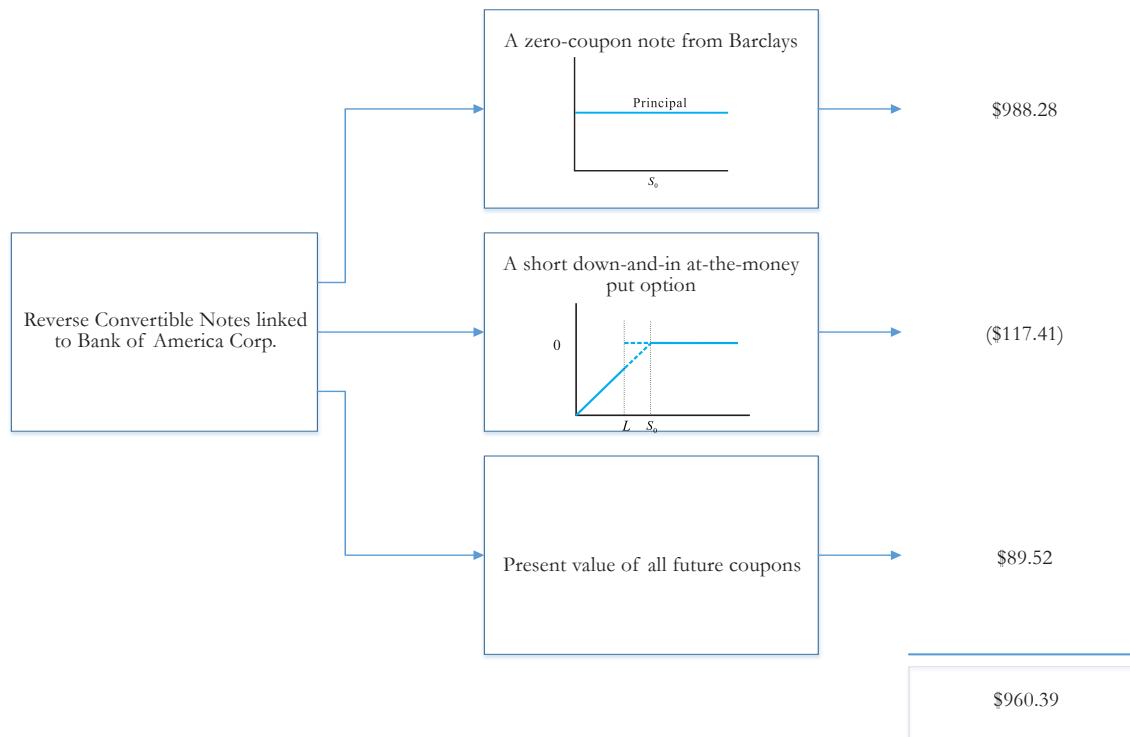 A zero-coupon note from Barclays
Principal
S₀
$988.28
Reverse Convertible Notes linked
to Bank of America Corp.
A short down-and-in at-the-money
put option
0
L S₀
($117.41)
Present value of all future coupons
$89.52
$960.39